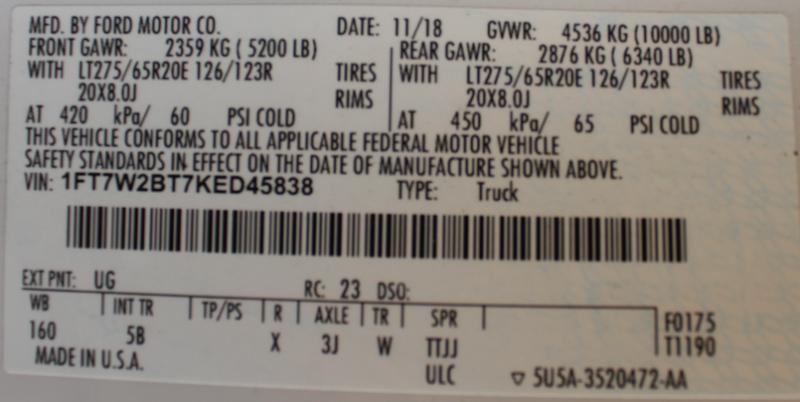 MFD. BY FORD MOTOR CO. DATE: 11/18 GVWR: 4536 KG (10000 LB)
FRONT GAWR: 2359 KG ( 5200 LB) REAR GAWR: 2876 KG ( 6340 LB)
WITH LT275/65R20E 126/123R TIRES WITH LT275/65R20E 126/123R TIRES
20X8.0J RIMS 20X8.0J RIMS
AT 420 kPa/ 60 PSI COLD AT 450 kPa/ 65 PSI COLD
THIS VEHICLE CONFORMS TO ALL APPLICABLE FEDERAL MOTOR VEHICLE
SAFETY STANDARDS IN EFFECT ON THE DATE OF MANUFACTURE SHOWN ABOVE.
VIN: 1FT7W2BT7KED45838 TYPE: Truck
EXT PNT: UG RC: 23 DSO:
WB INT TR TP/PS R AXLE TR SPR F0175
160 5B X 3J W TTJJ T1190
MADE IN U.S.A. ULC ▽ 5U5A-3520472-AA